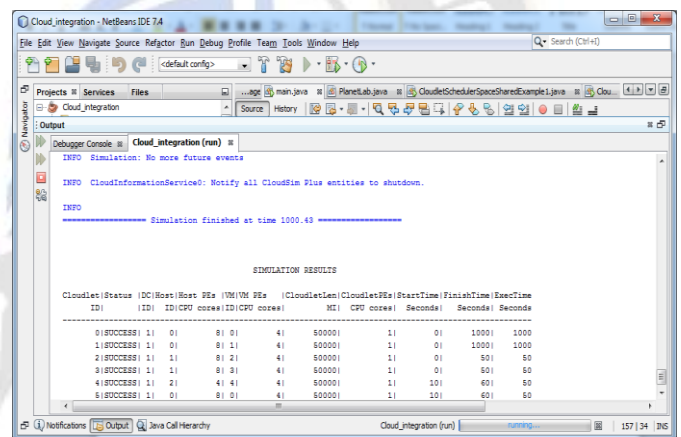 Cloud_integration - NetBeans IDE 7.4
File Edit View Navigate Source Refactor Run Debug Profile Team Tools Window Help
Search (Ctrl+I)
<default config>
Projects Services Files
...age main.java PlanetLab.java CloudletSchedulerSpaceSharedExample1.java Clou...
Cloud_integration
Source History
Navigator
Output
Debugger Console Cloud_integration (run)
INFO Simulation: No more future events
INFO CloudInformationService0: Notify all CloudSim Plus entities to shutdown.
INFO
================== Simulation finished at time 1000.43 ==================
SIMULATION RESULTS
Cloudlet|Status |DC|Host|Host PEs |VM|VM PEs |CloudletLen|CloudletPEs|StartTime|FinishTime|ExecTime
ID| |ID| ID|CPU cores|ID|CPU cores| MI| CPU cores| Seconds| Seconds| Seconds
0|SUCCESS| 1| 0| 8| 0| 4| 50000| 1| 0| 1000| 1000
1|SUCCESS| 1| 0| 8| 1| 4| 50000| 1| 0| 1000| 1000
2|SUCCESS| 1| 1| 8| 2| 4| 50000| 1| 0| 50| 50
3|SUCCESS| 1| 1| 8| 3| 4| 50000| 1| 0| 50| 50
4|SUCCESS| 1| 2| 4| 4| 4| 50000| 1| 10| 60| 50
5|SUCCESS| 1| 0| 8| 0| 4| 50000| 1| 10| 60| 50
Notifications Output Java Call Hierarchy
Cloud_integration (run) running... 157 | 34 INS